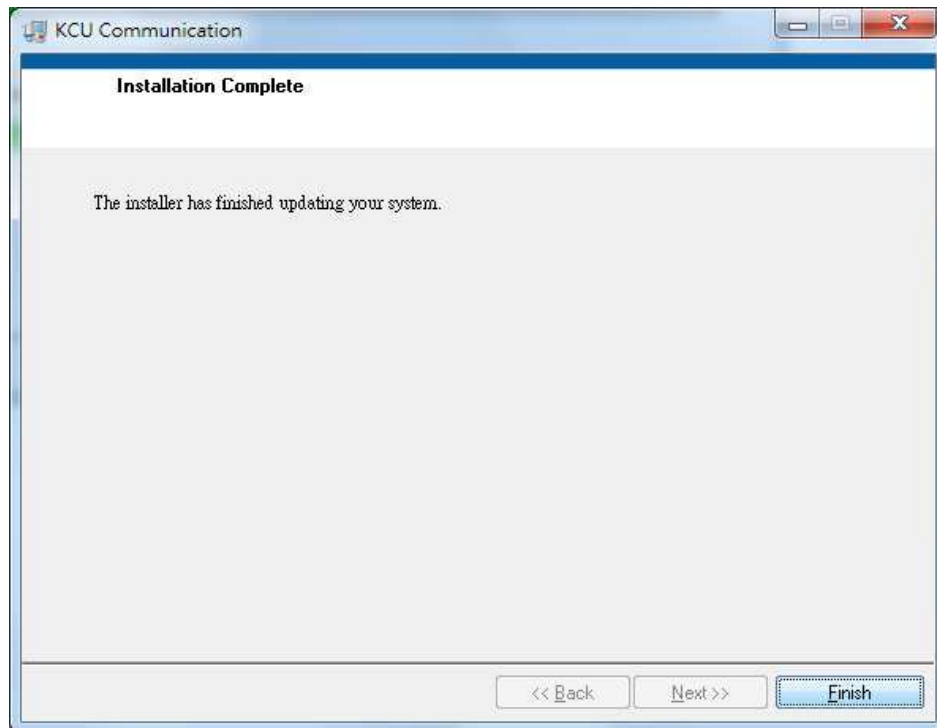 KCU Communication
Installation Complete
The installer has finished updating your system.
<< Back
Next >>
Finish